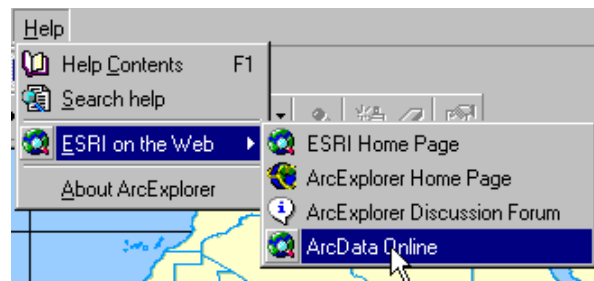 Help
Help Contents F1
Search help
ESRI on the Web
About ArcExplorer
ESRI Home Page
ArcExplorer Home Page
ArcExplorer Discussion Forum
ArcData Online